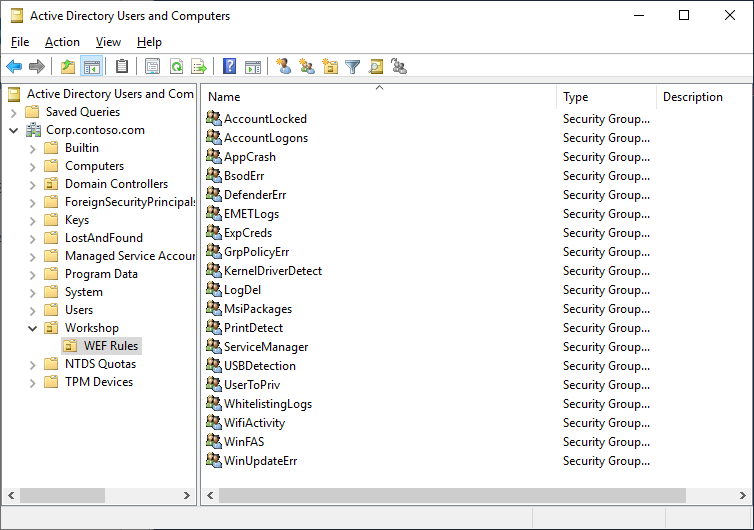 Active Directory Users and Computers
File Action View Help
Active Directory Users and Com
Saved Queries
Corp.contoso.com
Builtin
Computers
Domain Controllers
ForeignSecurityPrincipals
Keys
LostAndFound
Managed Service Accou
Program Data
System
Users
Workshop
WEF Rules
NTDS Quotas
TPM Devices
Name Type Description
AccountLocked Security Group...
AccountLogons Security Group...
AppCrash Security Group...
BsodErr Security Group...
DefenderErr Security Group...
EMETLogs Security Group...
ExpCreds Security Group...
GrpPolicyErr Security Group...
KernelDriverDetect Security Group...
LogDel Security Group...
MsiPackages Security Group...
PrintDetect Security Group...
ServiceManager Security Group...
USBDetection Security Group...
UserToPriv Security Group...
WhitelistingLogs Security Group...
WifiActivity Security Group...
WinFAS Security Group...
WinUpdateErr Security Group...